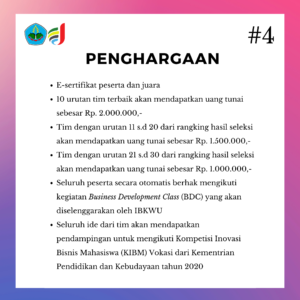 #4
PENGHARGAAN
• E-sertifikat peserta dan juara
• 10 urutan tim terbaik akan mendapatkan uang tunai
sebesar Rp. 2.000.000,-
• Tim dengan urutan 11 s.d 20 dari rangking hasil seleksi
akan mendapatkan uang tunai sebesar Rp. 1.500.000,-
• Tim dengan urutan 21 s.d 30 dari rangking hasil seleksi
akan mendapatkan uang tunai sebesar Rp. 1.000.000,-
• Seluruh peserta secara otomatis berhak mengikuti
kegiatan Business Development Class (BDC) yang akan
diselenggarakan oleh IBKWU
• Seluruh ide dari tim akan mendapatkan
pendampingan untuk mengikuti Kompetisi Inovasi
Bisnis Mahasiswa (KIBM) Vokasi dari Kementrian
Pendidikan dan Kebudayaan tahun 2020